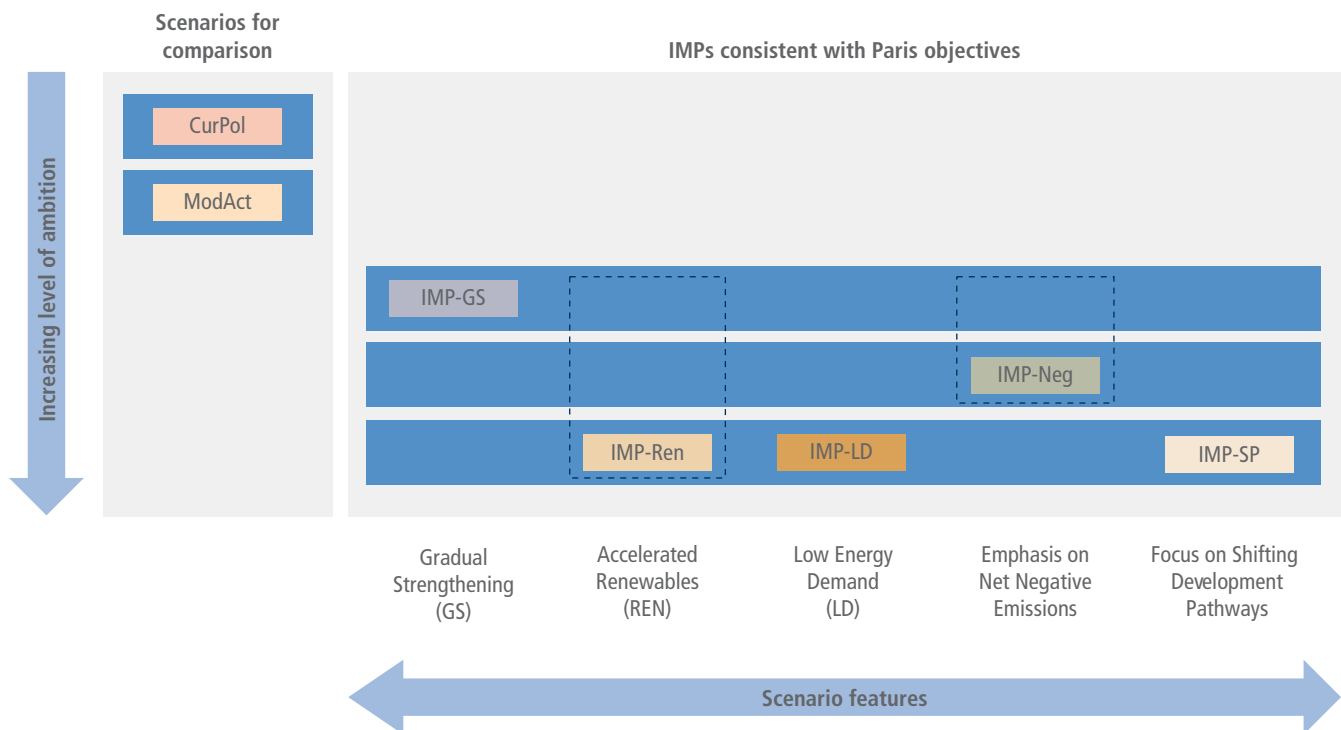 Scenarios for
comparison
IMPs consistent with Paris objectives
Increasing level of ambition
CurPol
ModAct
IMP-GS
IMP-Neg
IMP-Ren
IMP-LD
IMP-SP
Gradual
Strengthening
(GS)
Accelerated
Renewables
(REN)
Low Energy
Demand
(LD)
Emphasis on
Net Negative
Emissions
Focus on Shifting
Development
Pathways
Scenario features